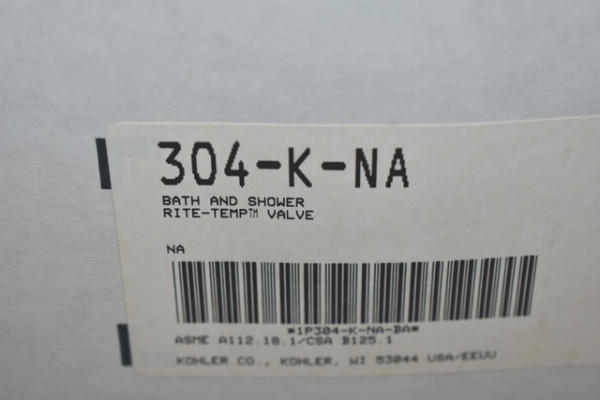 304-K-NA
BATH AND SHOWER
RITE-TEMP™ VALVE
NA
*1P304-K-NA-BA*
ASME A112.18.1/CSA B125.1
KOHLER CO., KOHLER, WI 53044 USA/EEUU